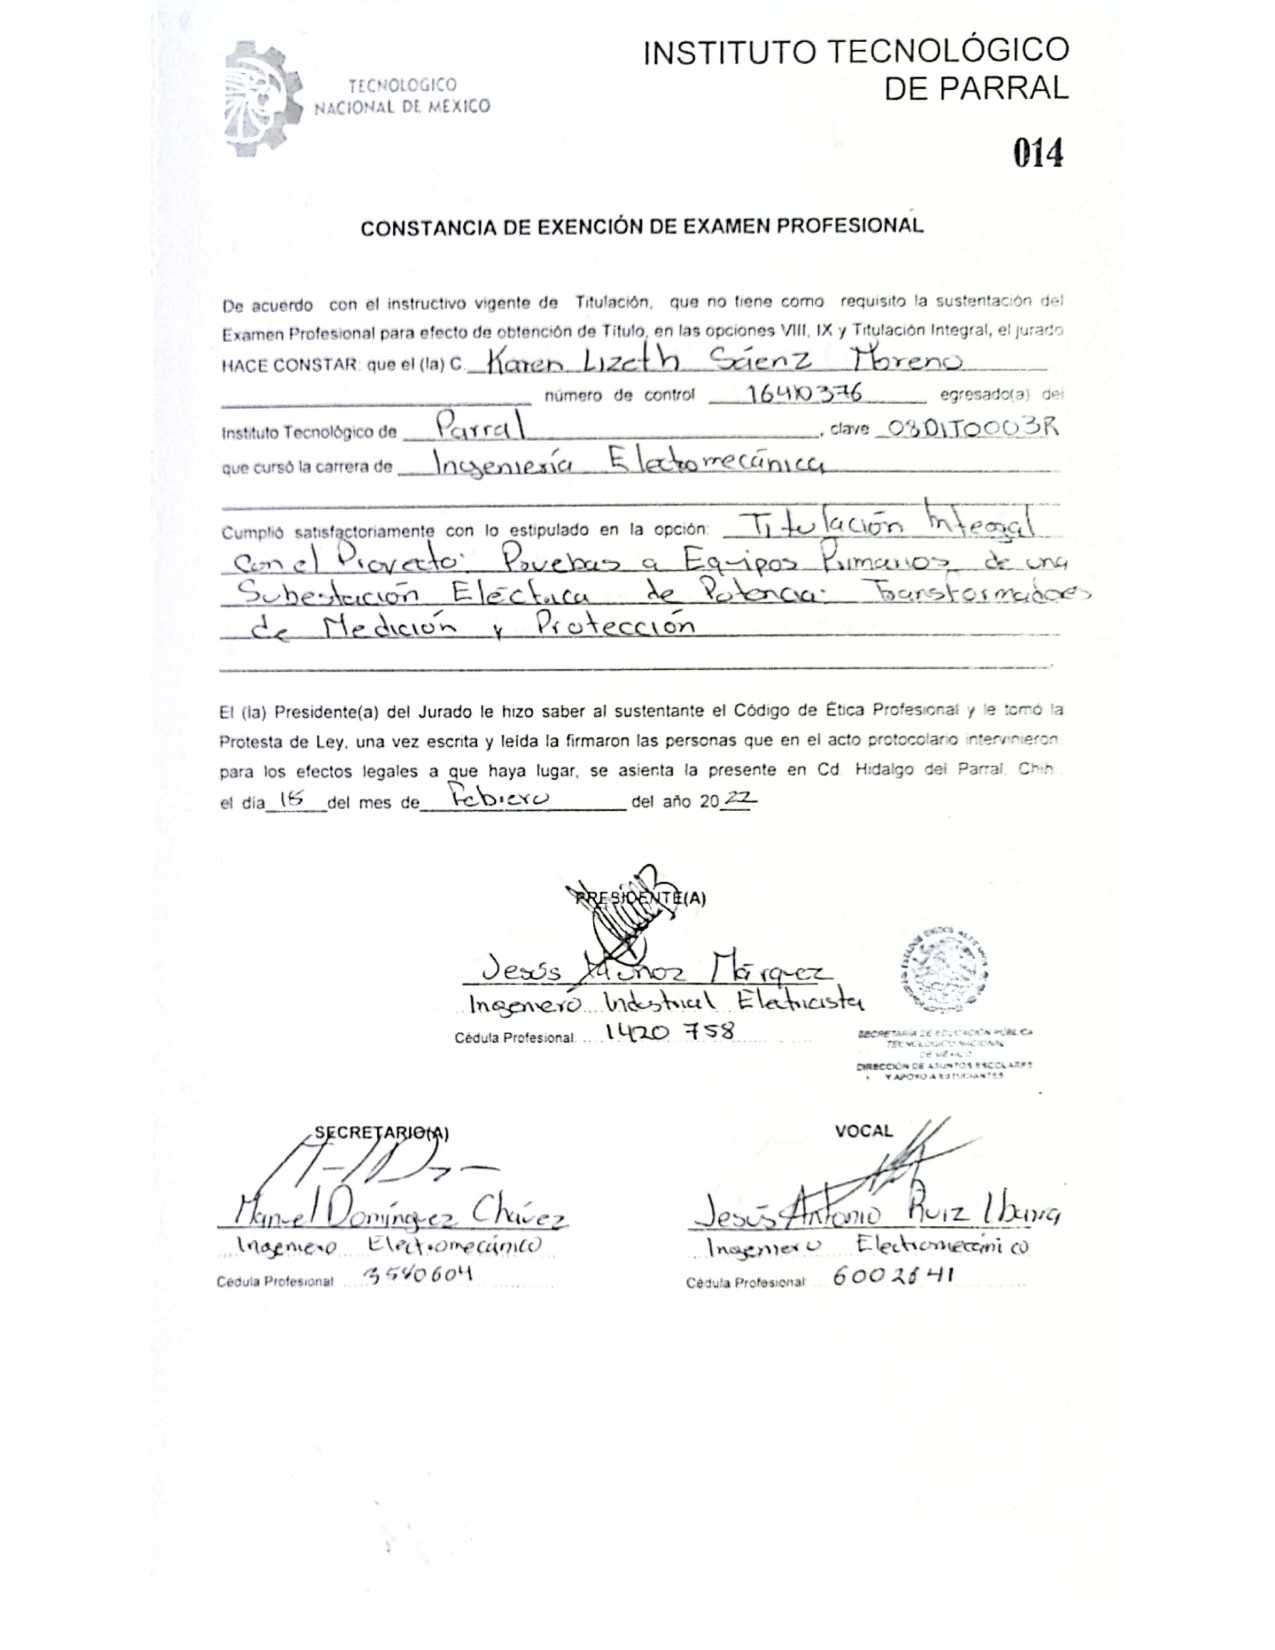 INSTITUTO TECNOLÓGICO
DE PARRAL
TECNOLOGICO
NACIONAL DE MEXICO
014
CONSTANCIA DE EXENCIÓN DE EXAMEN PROFESIONAL
De acuerdo con el instructivo vigente de Titulación, que no tiene como requisito la sustentación del
Examen Profesional para efecto de obtención de Título, en las opciones VIII, IX y Titulación Integral, el jurado
HACE CONSTAR: que el (la) C. Karen Lizeth Sáenz Moreno
número de control 16410376 egresado(a) del
Instituto Tecnológico de Parral, clave 08DIT0003R
que cursó la carrera de Ingeniería Electromecánica
Cumplió satisfactoriamente con lo estipulado en la opción: Titulación Integral
Con el Proyecto: Pruebas a Equipos Primarios de una
Subestación Eléctrica de Potencia: Transformadores
de Medición y Protección
El (la) Presidente(a) del Jurado le hizo saber al sustentante el Código de Ética Profesional y le tomó la
Protesta de Ley, una vez escrita y leída la firmaron las personas que en el acto protocolario intervinieron
para los efectos legales a que haya lugar, se asienta la presente en Cd. Hidalgo del Parral, Chih.
el día 15 del mes de Febrero del año 2022
PRESIDENTE(A)
Jesús Muñoz Márquez
Ingeniero Industrial Electricista
Cédula Profesional: 1420758
SECRETARIA DE EDUCACIÓN PÚBLICA
TECNOLÓGICO NACIONAL
DE MÉXICO
DIRECCIÓN DE ASUNTOS ESCOLARES
Y APOYO A ESTUDIANTES
SECRETARIO(A)
Manuel Domínguez Chávez
Ingeniero Electromecánico
Cédula Profesional
VOCAL
Jesús Antonio Ruiz Ibarra
Ingeniero Electromecánico
Cédula Profesional: